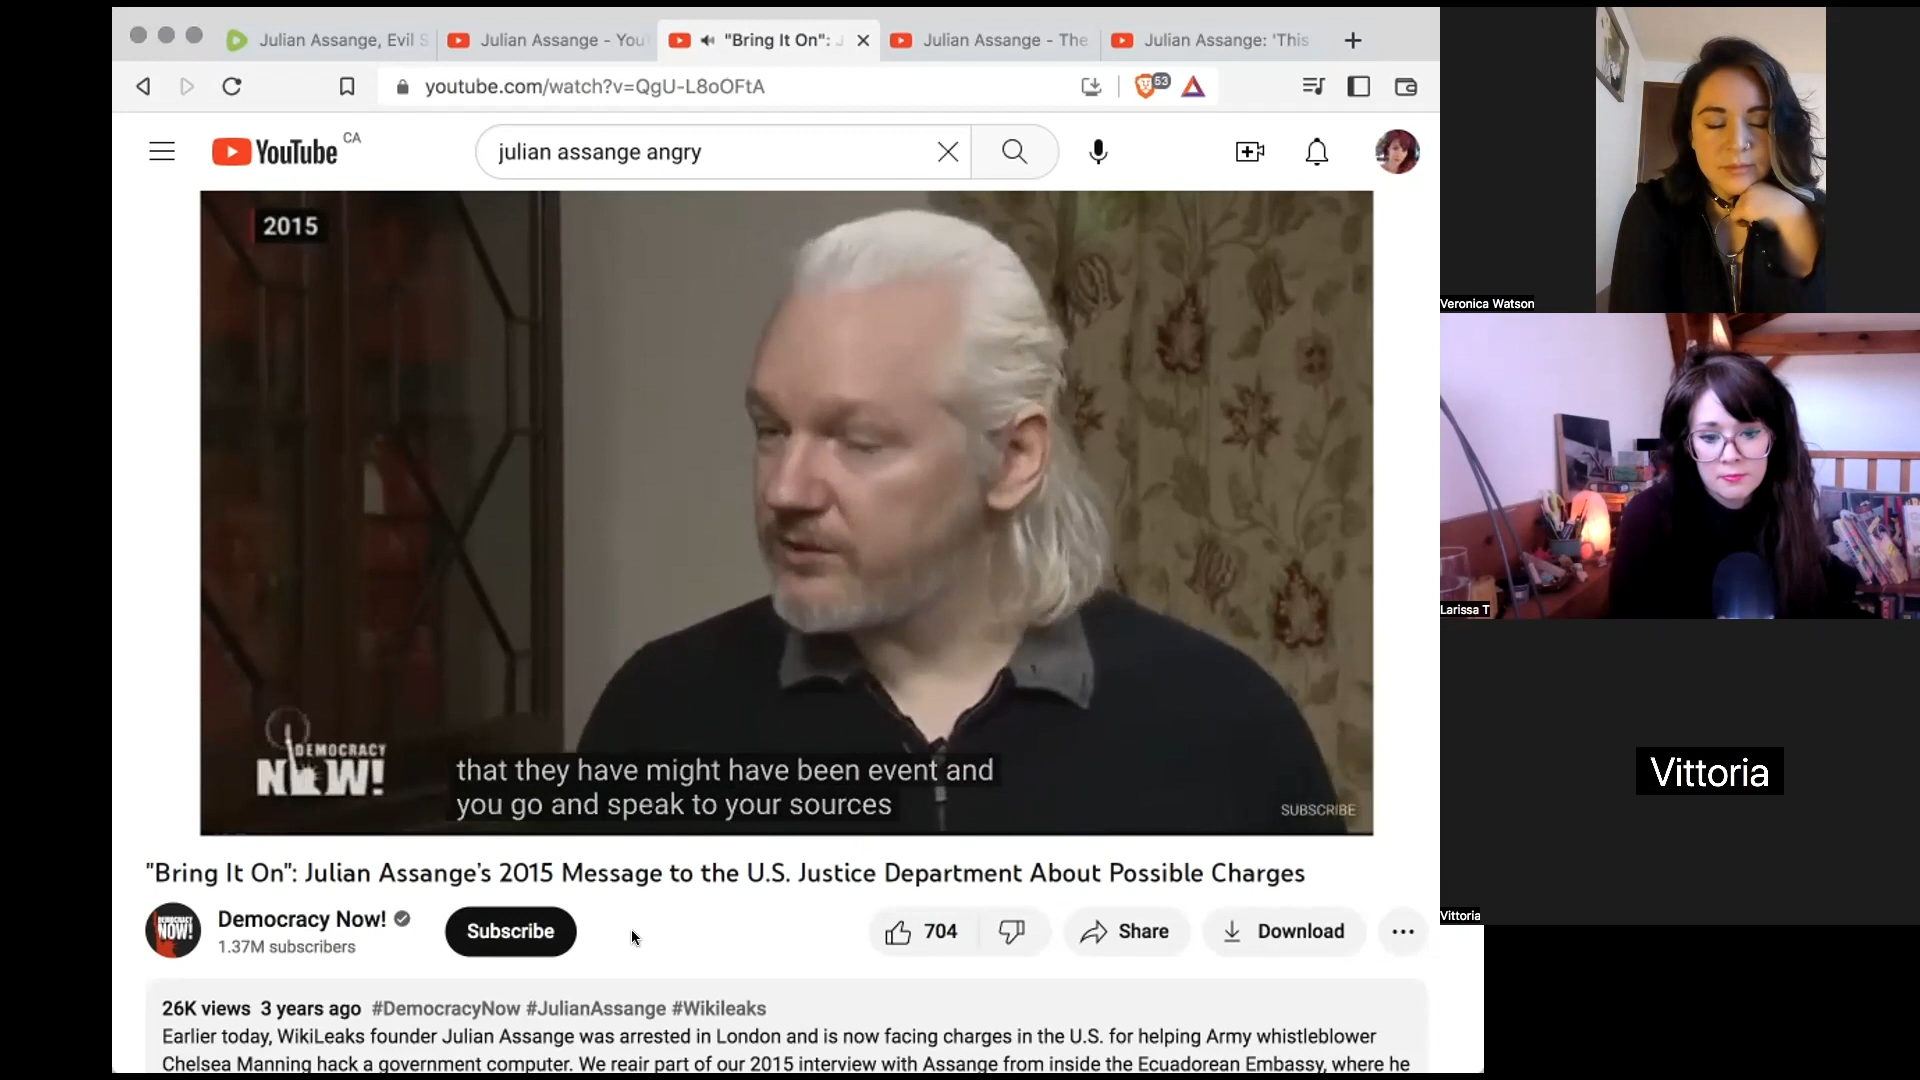 Julian Assange, Evil S
Julian Assange - You
"Bring It On": J
Julian Assange - The
Julian Assange: 'This
youtube.com/watch?v=QgU-L8oOFtA
53
YouTube CA
julian assange angry
2015
DEMOCRACY
NOW!
that they have might have been event and
you go and speak to your sources
SUBSCRIBE
"Bring It On": Julian Assange's 2015 Message to the U.S. Justice Department About Possible Charges
DEMOCRACY
NOW!
Democracy Now!
1.37M subscribers
Subscribe
704
Share
Download
26K views 3 years ago #DemocracyNow #JulianAssange #Wikileaks
Earlier today, WikiLeaks founder Julian Assange was arrested in London and is now facing charges in the U.S. for helping Army whistleblower
Chelsea Manning hack a government computer. We reair part of our 2015 interview with Assange from inside the Ecuadorean Embassy, where he
Veronica Watson
Larissa T
Vittoria
Vittoria